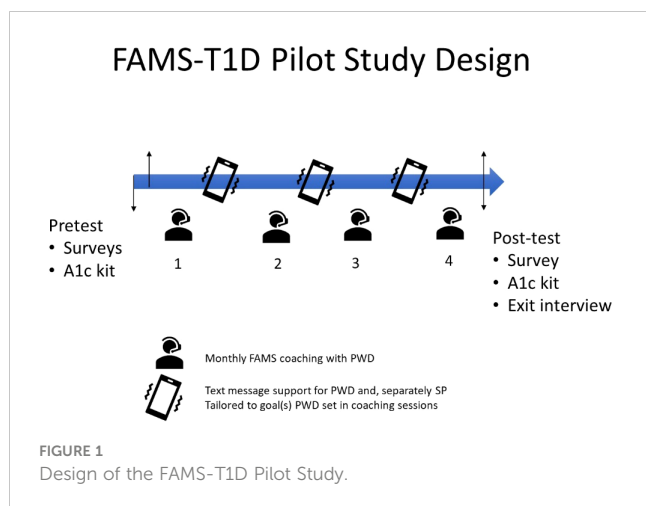 FAMS-T1D Pilot Study Design
Pretest
• Surveys
• A1c kit
1
2
3
4
Post-test
• Survey
• A1c kit
• Exit interview
Monthly FAMS coaching with PWD
Text message support for PWD and, separately SP
Tailored to goal(s) PWD set in coaching sessions
FIGURE 1
Design of the FAMS-T1D Pilot Study.